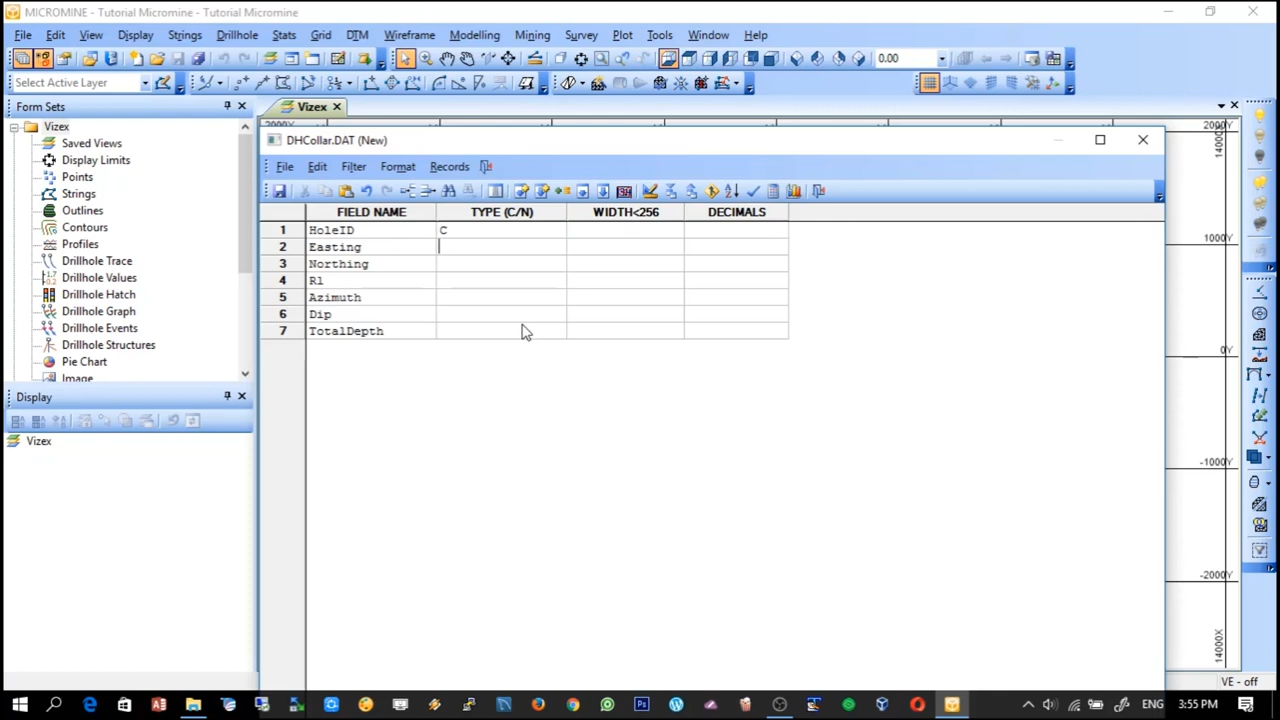 MICROMINE - Tutorial Micromine - Tutorial Micromine
File Edit View Display Strings Drillhole Stats Grid DTM Wireframe Modelling Mining Survey Plot Tools Window Help
0.00
Select Active Layer
Form Sets
Vizex
Vizex
Saved Views
Display Limits
Points
Strings
Outlines
Contours
Profiles
Drillhole Trace
Drillhole Values
Drillhole Hatch
Drillhole Graph
Drillhole Events
Drillhole Structures
Pie Chart
Image
Display
Vizex
DHCollar.DAT (New)
File Edit Filter Format Records
FIELD NAME TYPE (C/N) WIDTH<256 DECIMALS
1 HoleID C
2 Easting
3 Northing
4 Rl
5 Azimuth
6 Dip
7 TotalDepth
2000Y
14000X
1000Y
0Y
-1000Y
-2000Y
14000X
VE - off
ENG 3:55 PM